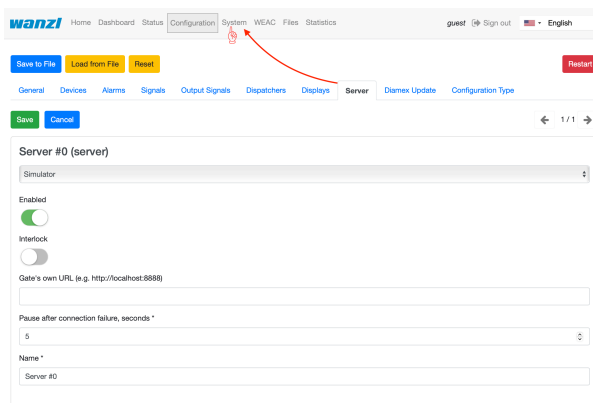 wanzl Home Dashboard Status Configuration System WEAC Files Statistics guest Sign out English
Save to File Load from File Reset Restart
General Devices Alarms Signals Output Signals Dispatchers Displays Server Diamex Update Configuration Type
Save Cancel 1 / 1
Server #0 (server)
Simulator
Enabled
Interlock
Gate's own URL (e.g. http://localhost:8888)
Pause after connection failure, seconds *
5
Name *
Server #0